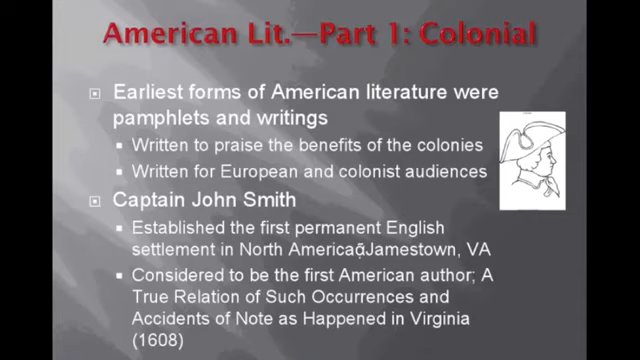 American Lit.—Part 1: Colonial
Earliest forms of American literature were
pamphlets and writings
Written to praise the benefits of the colonies
Written for European and colonist audiences
Captain John Smith
Established the first permanent English
settlement in North Americaà̰Jamestown, VA
Considered to be the first American author; A
True Relation of Such Occurrences and
Accidents of Note as Happened in Virginia
(1608)